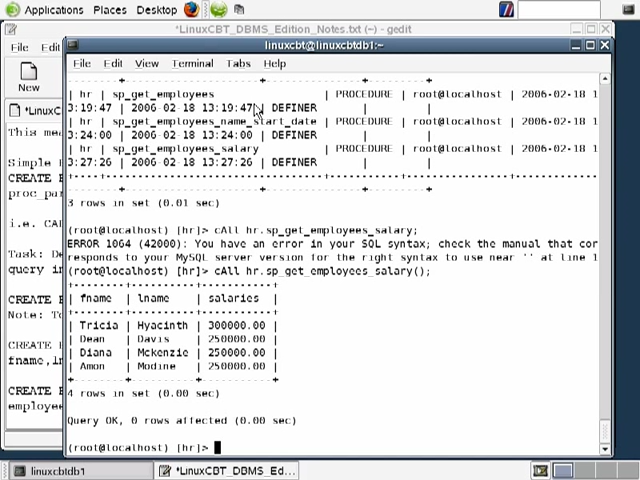 Applications Places Desktop
*LinuxCBT_DBMS_Edition_Notes.txt (~) - gedit
linuxcbt@linuxcbtdb1:~
File Edi
File Edit View Terminal Tabs Help
New
*LinuxC
This mea
Simple
CREATE E
proc_par
i.e. CAL
Task: De
query in
CREATE E
Note: To
CREATE E
fname,ln
CREATE E
employee
| hr | sp_get_employees | PROCEDURE | root@localhost | 2006-02-18 1
3:19:47 | 2006-02-18 13:19:47 | DEFINER | |
| hr | sp_get_employees_name_start_date | PROCEDURE | root@localhost | 2006-02-18 1
3:24:00 | 2006-02-18 13:24:00 | DEFINER | |
| hr | sp_get_employees_salary | PROCEDURE | root@localhost | 2006-02-18 1
3:27:26 | 2006-02-18 13:27:26 | DEFINER | |
3 rows in set (0.01 sec)
(root@localhost) [hr]> cAll hr.sp_get_employees_salary;
ERROR 1064 (42000): You have an error in your SQL syntax; check the manual that cor
responds to your MySQL server version for the right syntax to use near '' at line 1
(root@localhost) [hr]> cAll hr.sp_get_employees_salary();
| fname | lname | salaries |
| Tricia | Hyacinth | 300000.00 |
| Dean | Davis | 250000.00 |
| Diana | Mckenzie | 250000.00 |
| Amon | Modine | 250000.00 |
4 rows in set (0.00 sec)
Query OK, 0 rows affected (0.00 sec)
(root@localhost) [hr]>
linuxcbtdb1
*LinuxCBT_DBMS_Ed...